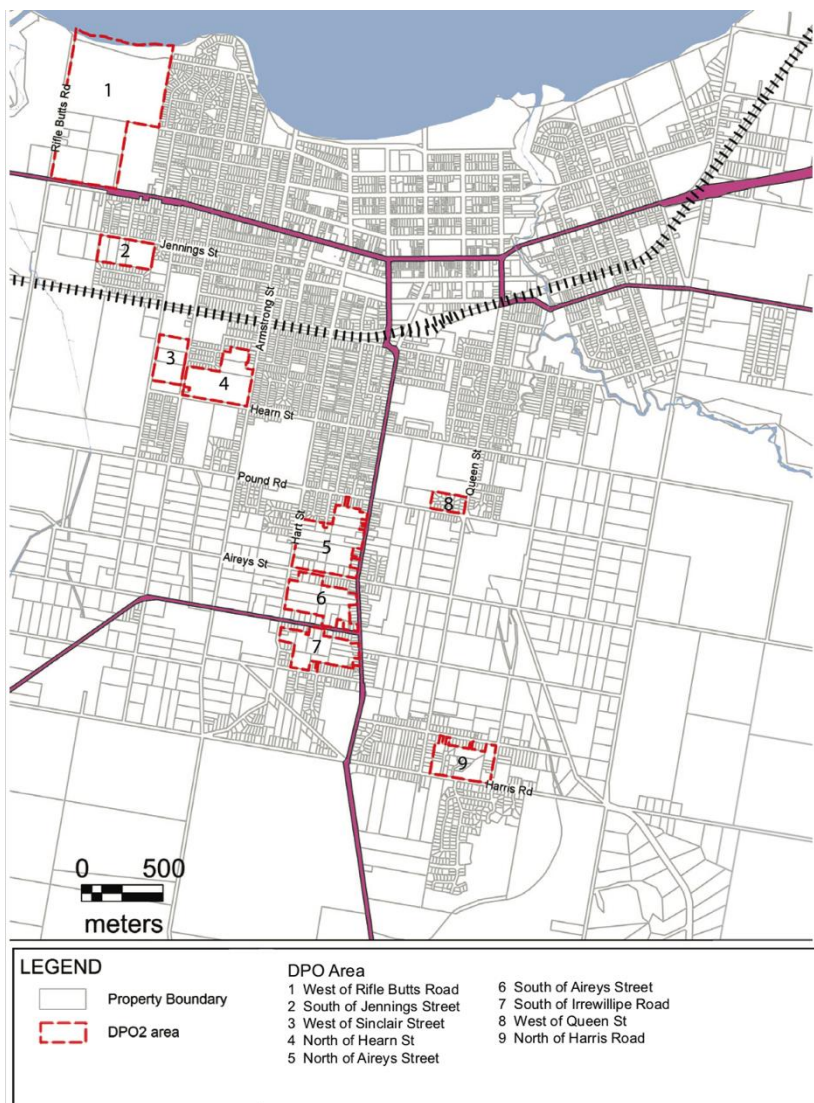 Rifle Butts Rd
1
2
Jennings St
Armstrong St
3
4
Hearn St
Pound Rd
Queen St
8
Hart St
5
Aireys St
6
7
9
Harris Rd
0 500
meters
LEGEND
Property Boundary
DPO2 area
DPO Area
1 West of Rifle Butts Road
2 South of Jennings Street
3 West of Sinclair Street
4 North of Hearn St
5 North of Aireys Street
6 South of Aireys Street
7 South of Irrewillipe Road
8 West of Queen St
9 North of Harris Road